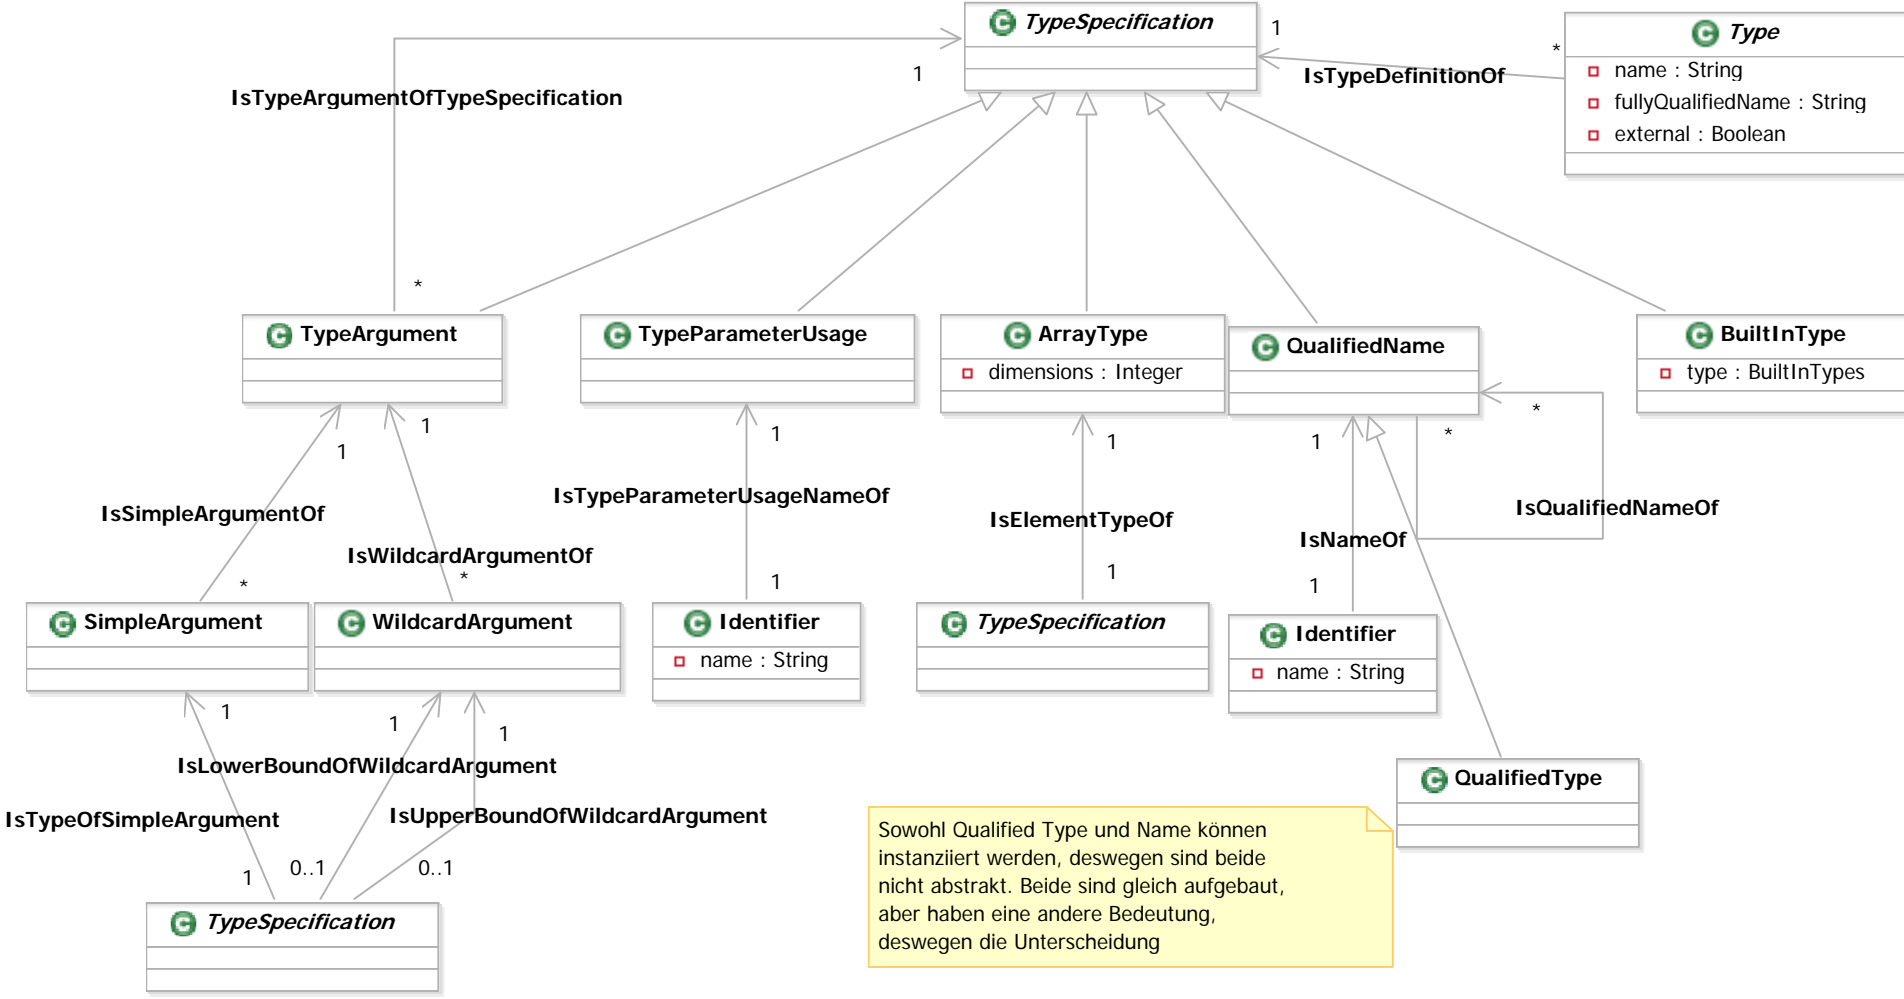 TypeSpecification
1
1
*
Type
name : String
fullyQualifiedName : String
external : Boolean
IsTypeDefinitionOf
IsTypeArgumentOfTypeSpecification
*
TypeArgument
TypeParameterUsage
ArrayType
dimensions : Integer
QualifiedName
BuiltInType
type : BuiltInTypes
1
1
1
1
1
*
*
IsSimpleArgumentOf
IsWildcardArgumentOf
IsTypeParameterUsageNameOf
IsElementTypeOf
IsNameOf
IsQualifiedNameOf
*
*
1
1
1
SimpleArgument
WildcardArgument
Identifier
name : String
TypeSpecification
Identifier
name : String
1
1
1
IsLowerBoundOfWildcardArgument
IsTypeOfSimpleArgument
IsUpperBoundOfWildcardArgument
QualifiedType
1
0..1
0..1
TypeSpecification
Sowohl Qualified Type und Name können
instanziiert werden, deswegen sind beide
nicht abstrakt. Beide sind gleich aufgebaut,
aber haben eine andere Bedeutung,
deswegen die Unterscheidung